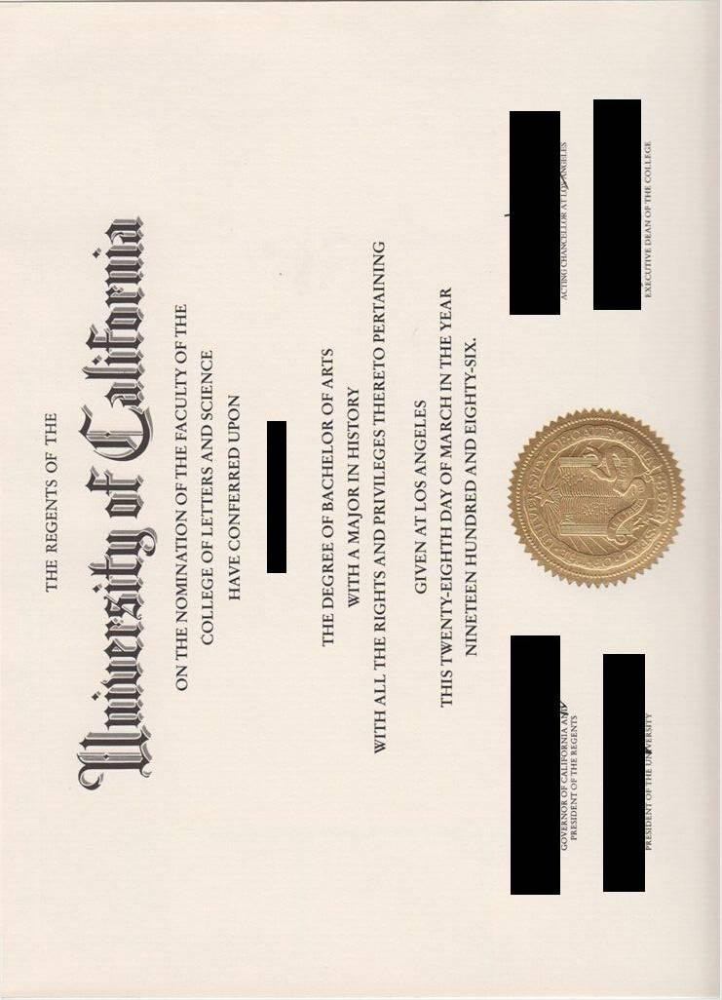 THE REGENTS OF THE
University of California
ON THE NOMINATION OF THE FACULTY OF THE
COLLEGE OF LETTERS AND SCIENCE
HAVE CONFERRED UPON
THE DEGREE OF BACHELOR OF ARTS
WITH A MAJOR IN HISTORY
WITH ALL THE RIGHTS AND PRIVILEGES THERETO PERTAINING
GIVEN AT LOS ANGELES
THIS TWENTY-EIGHTH DAY OF MARCH IN THE YEAR
NINETEEN HUNDRED AND EIGHTY-SIX.
GOVERNOR OF CALIFORNIA AND
PRESIDENT OF THE REGENTS
PRESIDENT OF THE UNIVERSITY
ACTING CHANCELLOR AT LOS ANGELES
EXECUTIVE DEAN OF THE COLLEGE
1868